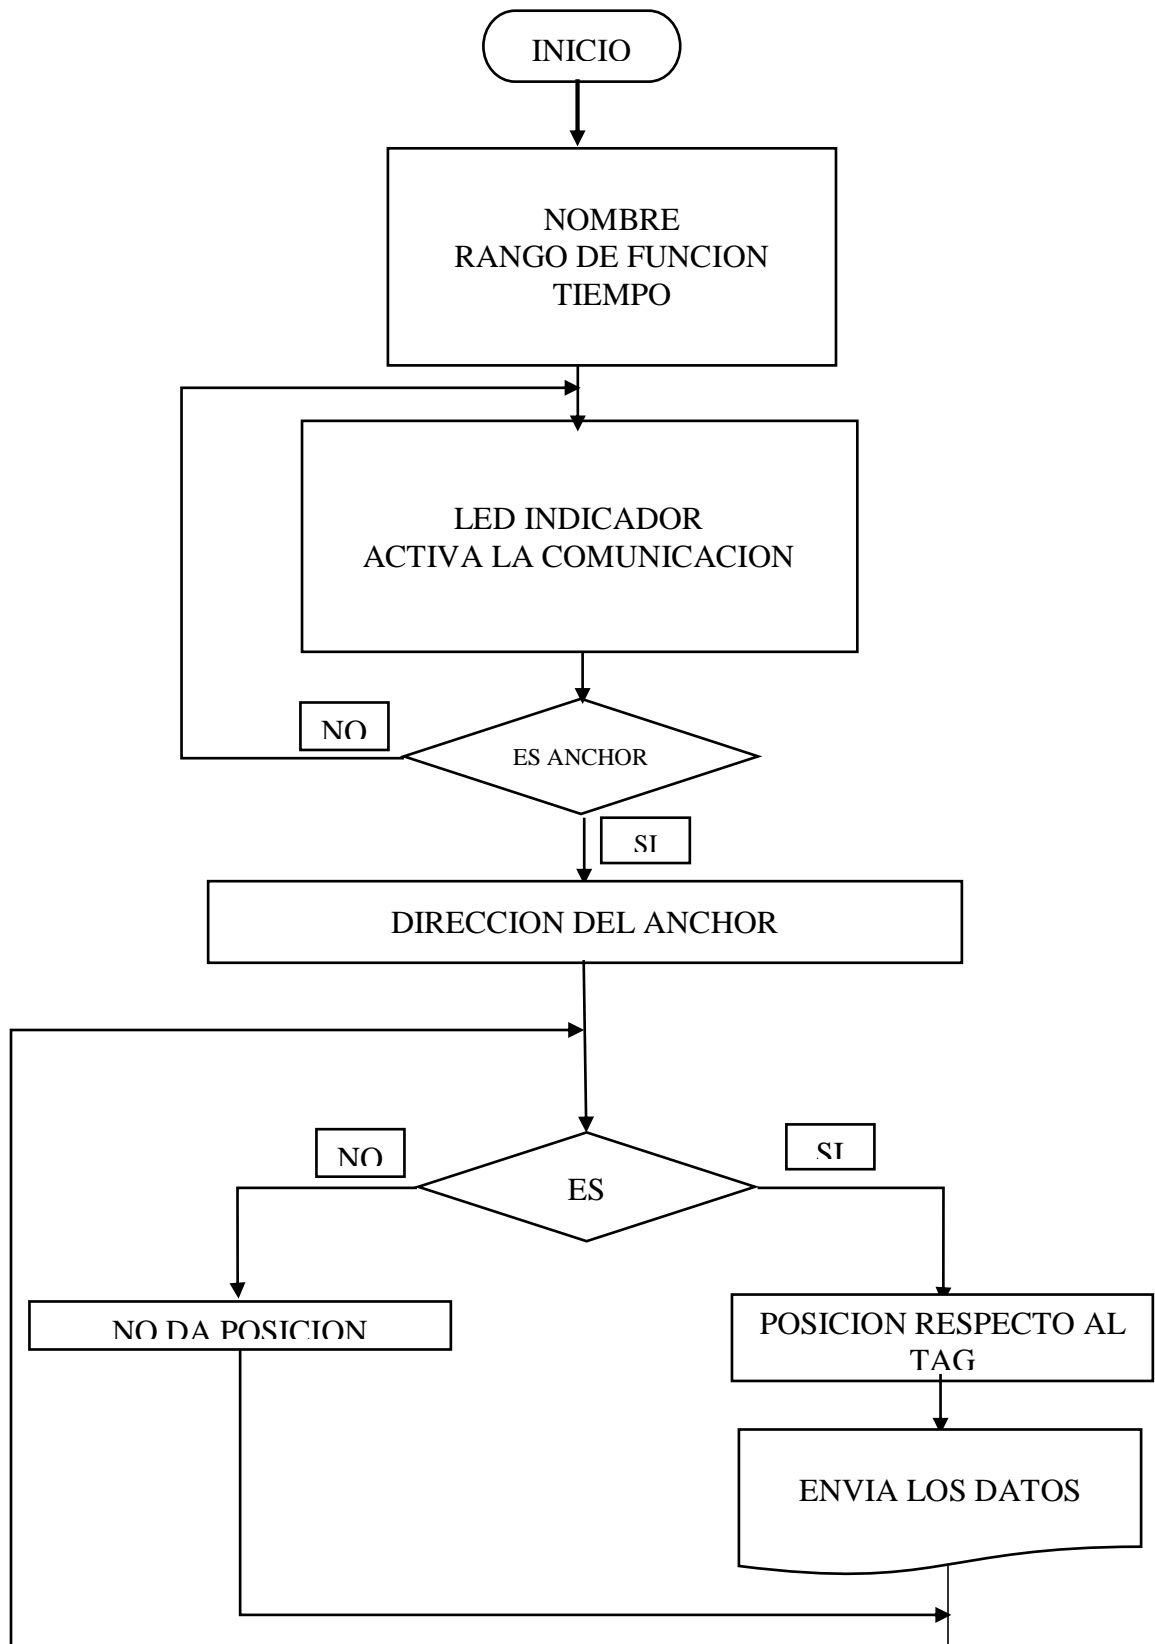 INICIO
NOMBRE
RANGO DE FUNCION
TIEMPO
LED INDICADOR
ACTIVA LA COMUNICACION
NO
ES ANCHOR
SI
DIRECCION DEL ANCHOR
NO
SI
ES
NO DA POSICION
POSICION RESPECTO AL
TAG
ENVIA LOS DATOS